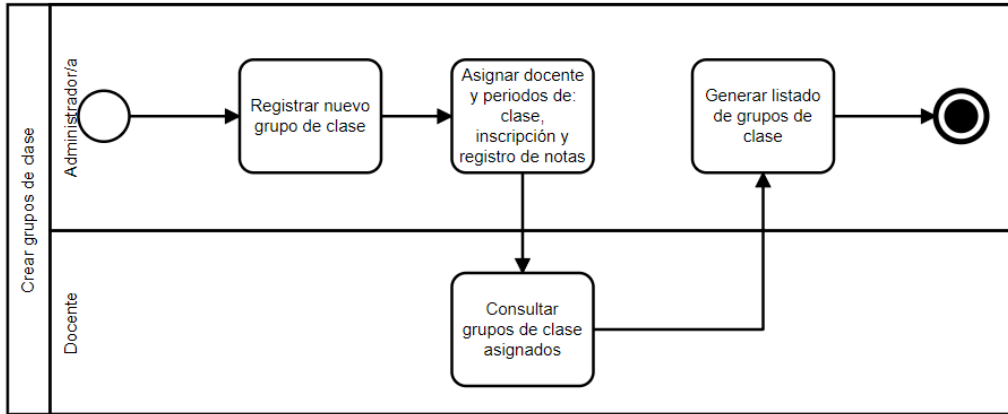 Crear grupos de clase
Administrador/a
Registrar nuevo
grupo de clase
Asignar docente
y periodos de:
clase,
inscripción y
registro de notas
Generar listado
de grupos de
clase
Docente
Consultar
grupos de clase
asignados